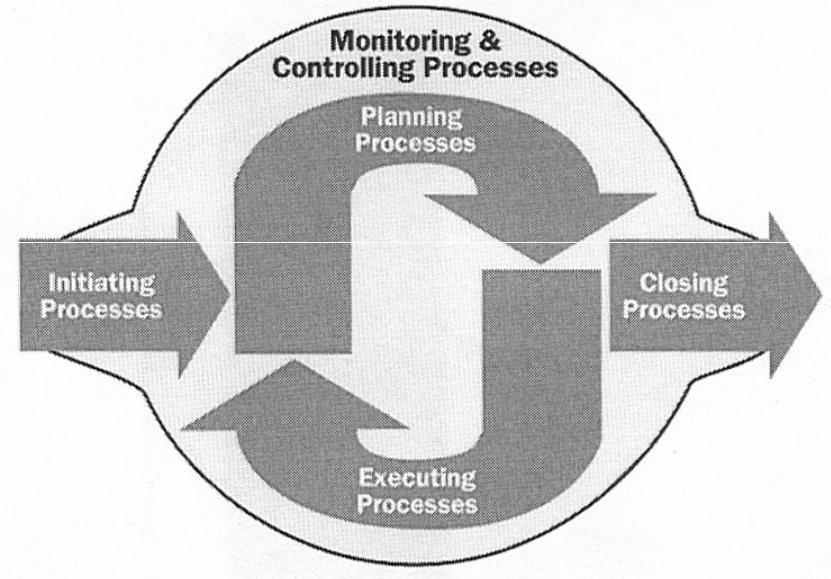 Monitoring &
Controlling Processes
Planning
Processes
Initiating
Processes
Closing
Processes
Executing
Processes